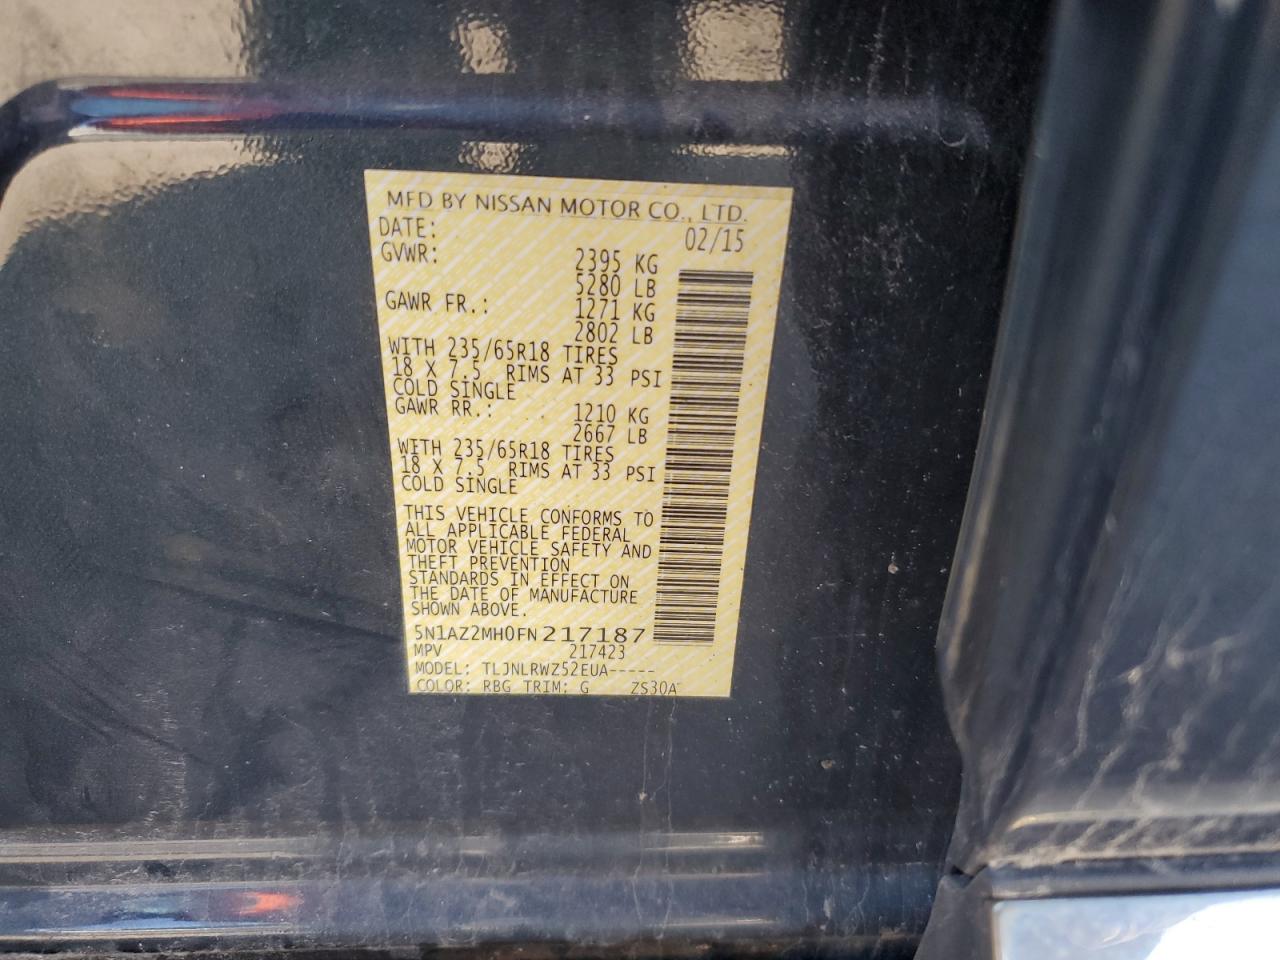 MFD BY NISSAN MOTOR CO., LTD.
DATE: 02/15
GVWR: 2395 KG
5280 LB
GAWR FR.: 1271 KG
2802 LB
WITH 235/65R18 TIRES
18 X 7.5 RIMS AT 33 PSI
COLD SINGLE
GAWR RR.: 1210 KG
2667 LB
WITH 235/65R18 TIRES
18 X 7.5 RIMS AT 33 PSI
COLD SINGLE
THIS VEHICLE CONFORMS TO
ALL APPLICABLE FEDERAL
MOTOR VEHICLE SAFETY AND
THEFT PREVENTION
STANDARDS IN EFFECT ON
THE DATE OF MANUFACTURE
SHOWN ABOVE.
5N1AZ2MH0FN217187
MPV 217423
MODEL: TLJNLRWZ52EUA-----
COLOR: RBG TRIM: G ZS30A